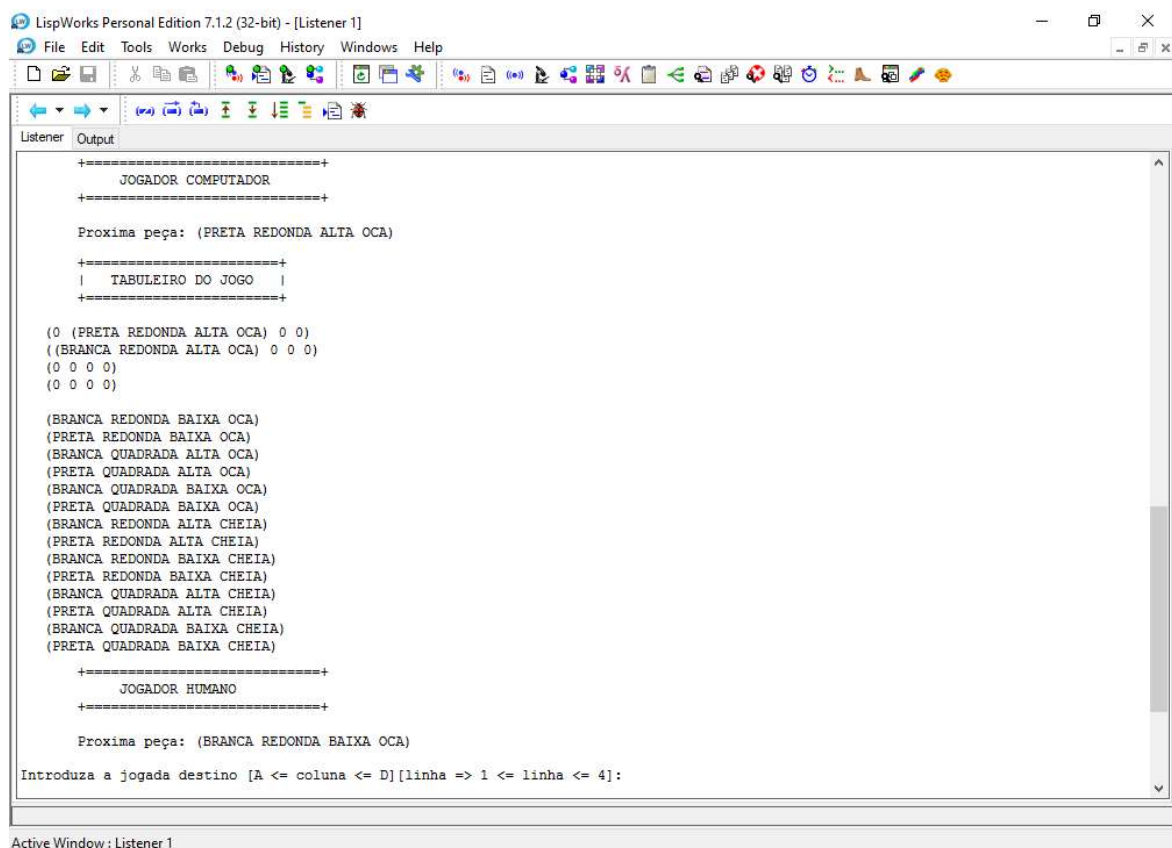 LispWorks Personal Edition 7.1.2 (32-bit) - [Listener 1]
File Edit Tools Works Debug History Windows Help
Listener Output
+============================+
JOGADOR COMPUTADOR
+============================+
Proxima peça: (PRETA REDONDA ALTA OCA)
+=======================+
| TABULEIRO DO JOGO |
+=======================+
(0 (PRETA REDONDA ALTA OCA) 0 0)
((BRANCA REDONDA ALTA OCA) 0 0 0)
(0 0 0 0)
(0 0 0 0)
(BRANCA REDONDA BAIXA OCA)
(PRETA REDONDA BAIXA OCA)
(BRANCA QUADRADA ALTA OCA)
(PRETA QUADRADA ALTA OCA)
(BRANCA QUADRADA BAIXA OCA)
(PRETA QUADRADA BAIXA OCA)
(BRANCA REDONDA ALTA CHEIA)
(PRETA REDONDA ALTA CHEIA)
(BRANCA REDONDA BAIXA CHEIA)
(PRETA REDONDA BAIXA CHEIA)
(BRANCA QUADRADA ALTA CHEIA)
(PRETA QUADRADA ALTA CHEIA)
(BRANCA QUADRADA BAIXA CHEIA)
(PRETA QUADRADA BAIXA CHEIA)
+============================+
JOGADOR HUMANO
+============================+
Proxima peça: (BRANCA REDONDA BAIXA OCA)
Introduza a jogada destino [A <= coluna <= D][linha => 1 <= linha <= 4]:
Active Window : Listener 1